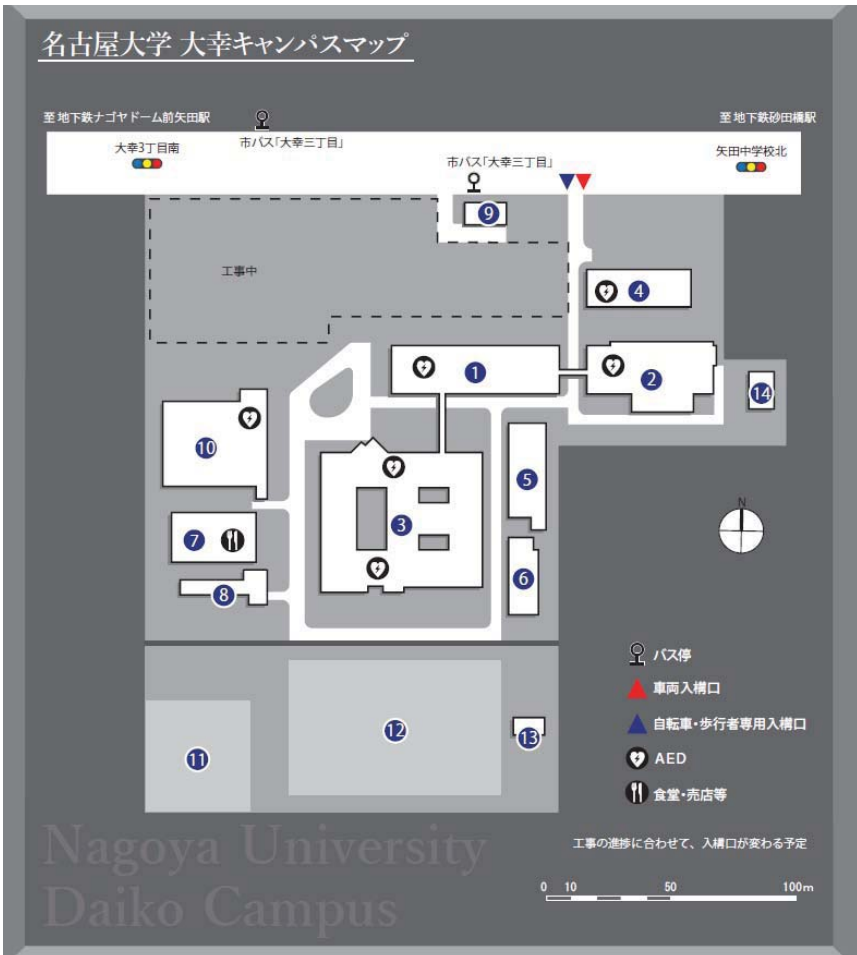 名古屋大学 大幸キャンパスマップ
至 地下鉄ナゴヤドーム前矢田駅
至 地下鉄砂田橋駅
大幸3丁目南
市バス「大幸三丁目」
矢田中学校北
市バス「大幸三丁目」
9
工事中
4
1
2
14
10
5
3
7
6
8
N
バス停
車両入構口
自転車・歩行者専用入構口
AED
食堂・売店等
12
13
11
工事の進捗に合わせて、入構口が変わる予定
0 10 50 100m
Nagoya University
Daiko Campus